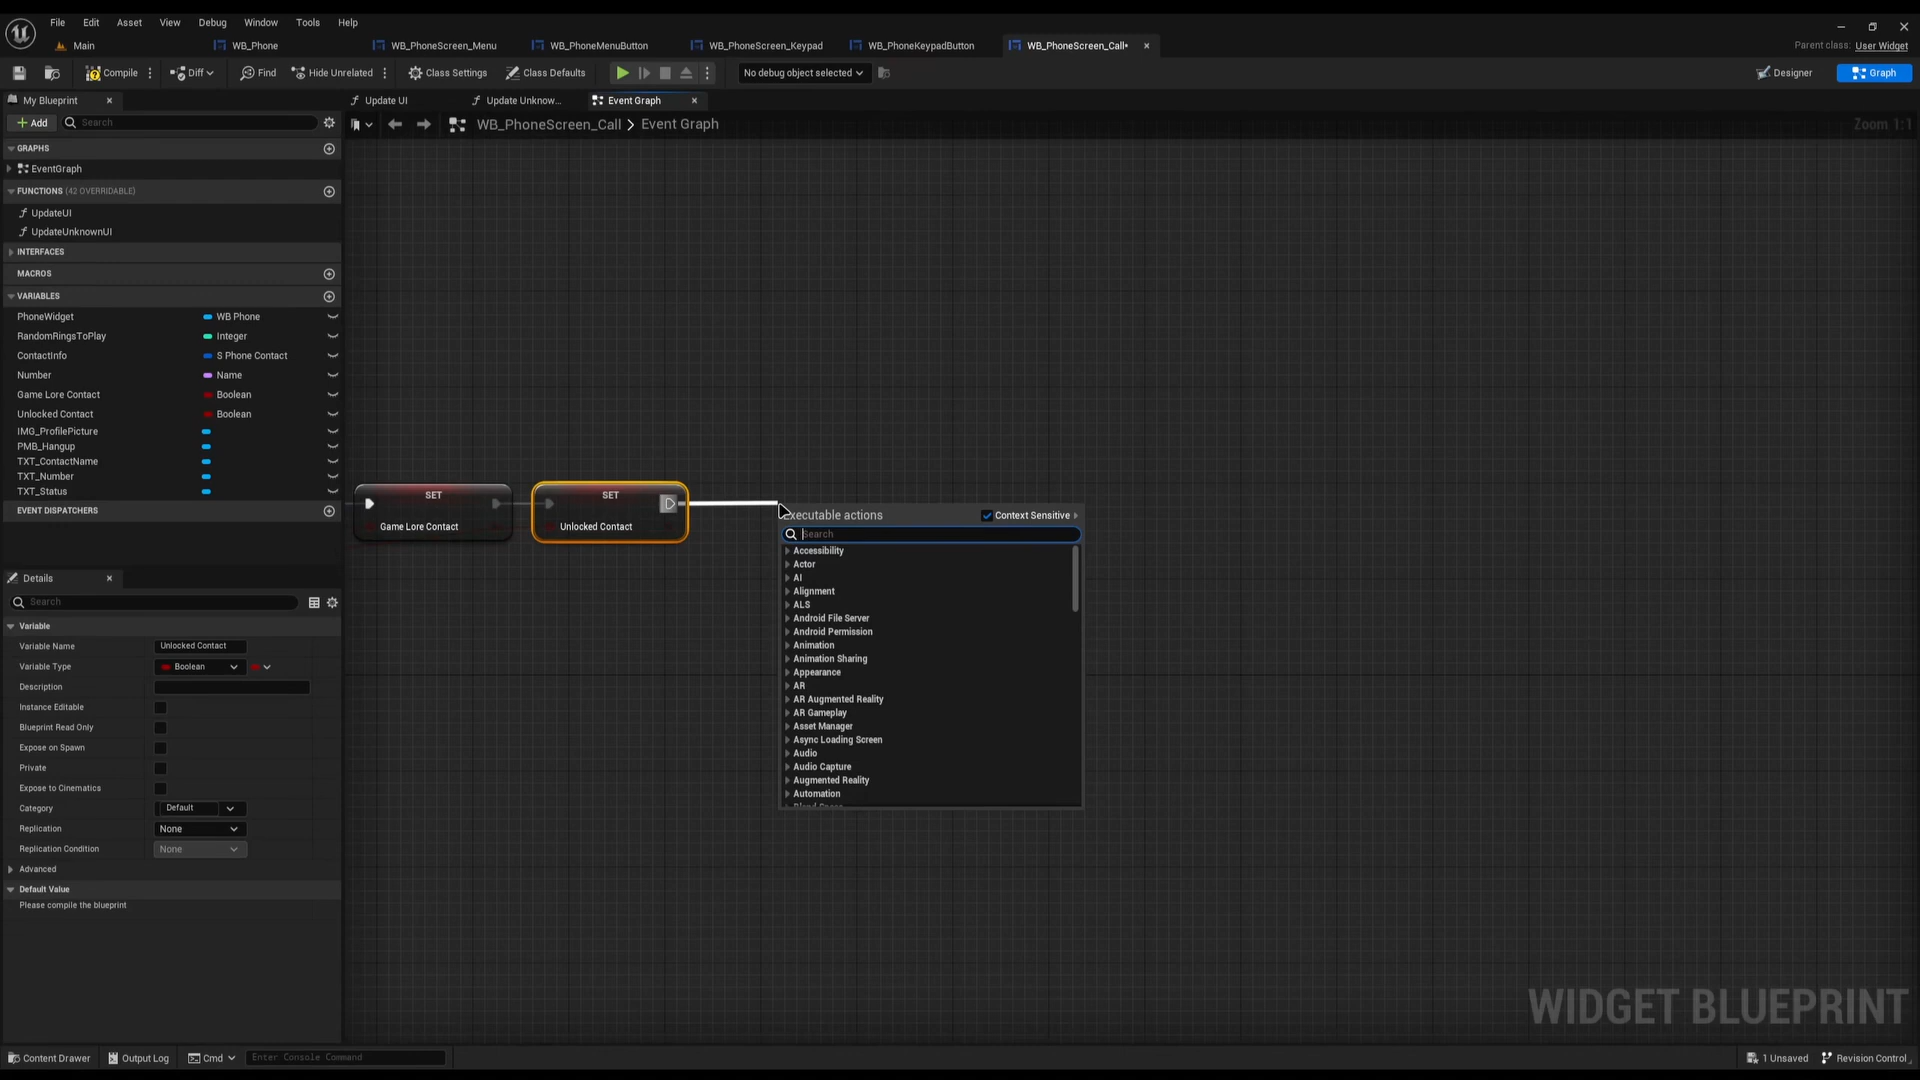 File Edit Asset View Debug Window Tools Help
Main WB_Phone WB_PhoneScreen_Menu WB_PhoneMenuButton WB_PhoneScreen_Keypad WB_PhoneKeypadButton WB_PhoneScreen_Call*
Parent class: User Widget
Compile Diff Find Hide Unrelated Class Settings Class Defaults No debug object selected Designer Graph
My Blueprint Update UI Update Unknow... Event Graph
Add Search WB_PhoneScreen_Call > Event Graph Zoom 1:1
GRAPHS
EventGraph
FUNCTIONS (42 OVERRIDABLE)
UpdateUI
UpdateUnknownUI
INTERFACES
MACROS
VARIABLES
PhoneWidget WB Phone
RandomRingsToPlay Integer
ContactInfo S Phone Contact
Number Name
Game Lore Contact Boolean
Unlocked Contact Boolean
IMG_ProfilePicture
PMB_Hangup
TXT_ContactName
TXT_Number
TXT_Status
EVENT DISPATCHERS
SET
Game Lore Contact
SET
Unlocked Contact
Executable actions Context Sensitive
Search
Accessibility
Actor
AI
Alignment
ALS
Android File Server
Android Permission
Animation
Animation Sharing
Appearance
AR
AR Augmented Reality
AR Gameplay
Asset Manager
Async Loading Screen
Audio
Audio Capture
Augmented Reality
Automation
Details
Search
Variable
Variable Name Unlocked Contact
Variable Type Boolean
Description
Instance Editable
Blueprint Read Only
Expose on Spawn
Private
Expose to Cinematics
Category Default
Replication None
Replication Condition None
Advanced
Default Value
Please compile the blueprint
WIDGET BLUEPRINT
Content Drawer Output Log Cmd Enter Console Command 1 Unsaved Revision Control